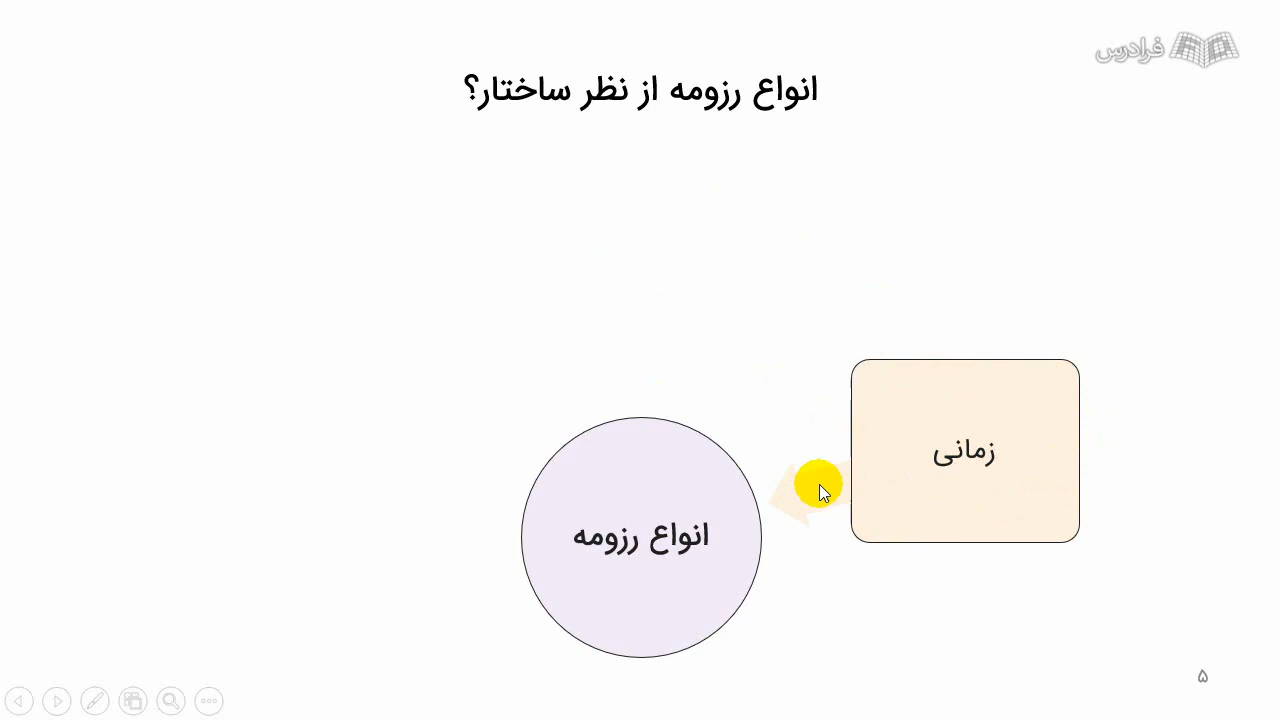 فرادرس
انواع رزومه از نظر ساختار؟
زمانی
انواع رزومه
۵